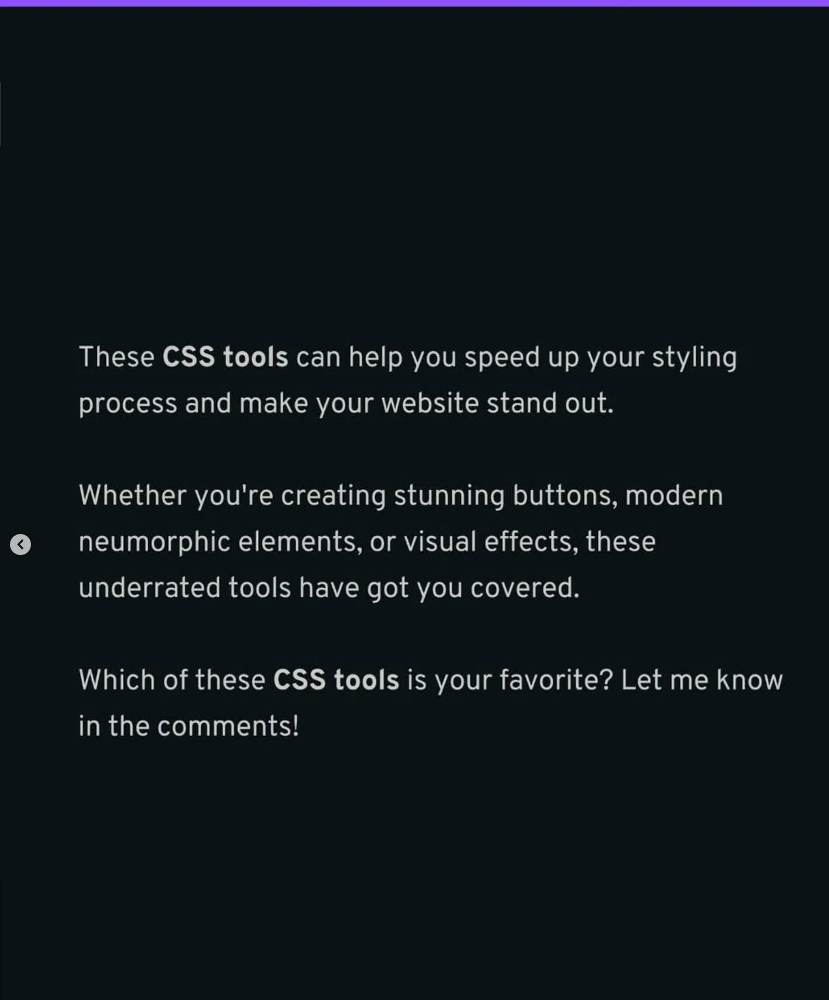 These CSS tools can help you speed up your styling
process and make your website stand out.
Whether you're creating stunning buttons, modern
neumorphic elements, or visual effects, these
underrated tools have got you covered.
Which of these CSS tools is your favorite? Let me know
in the comments!